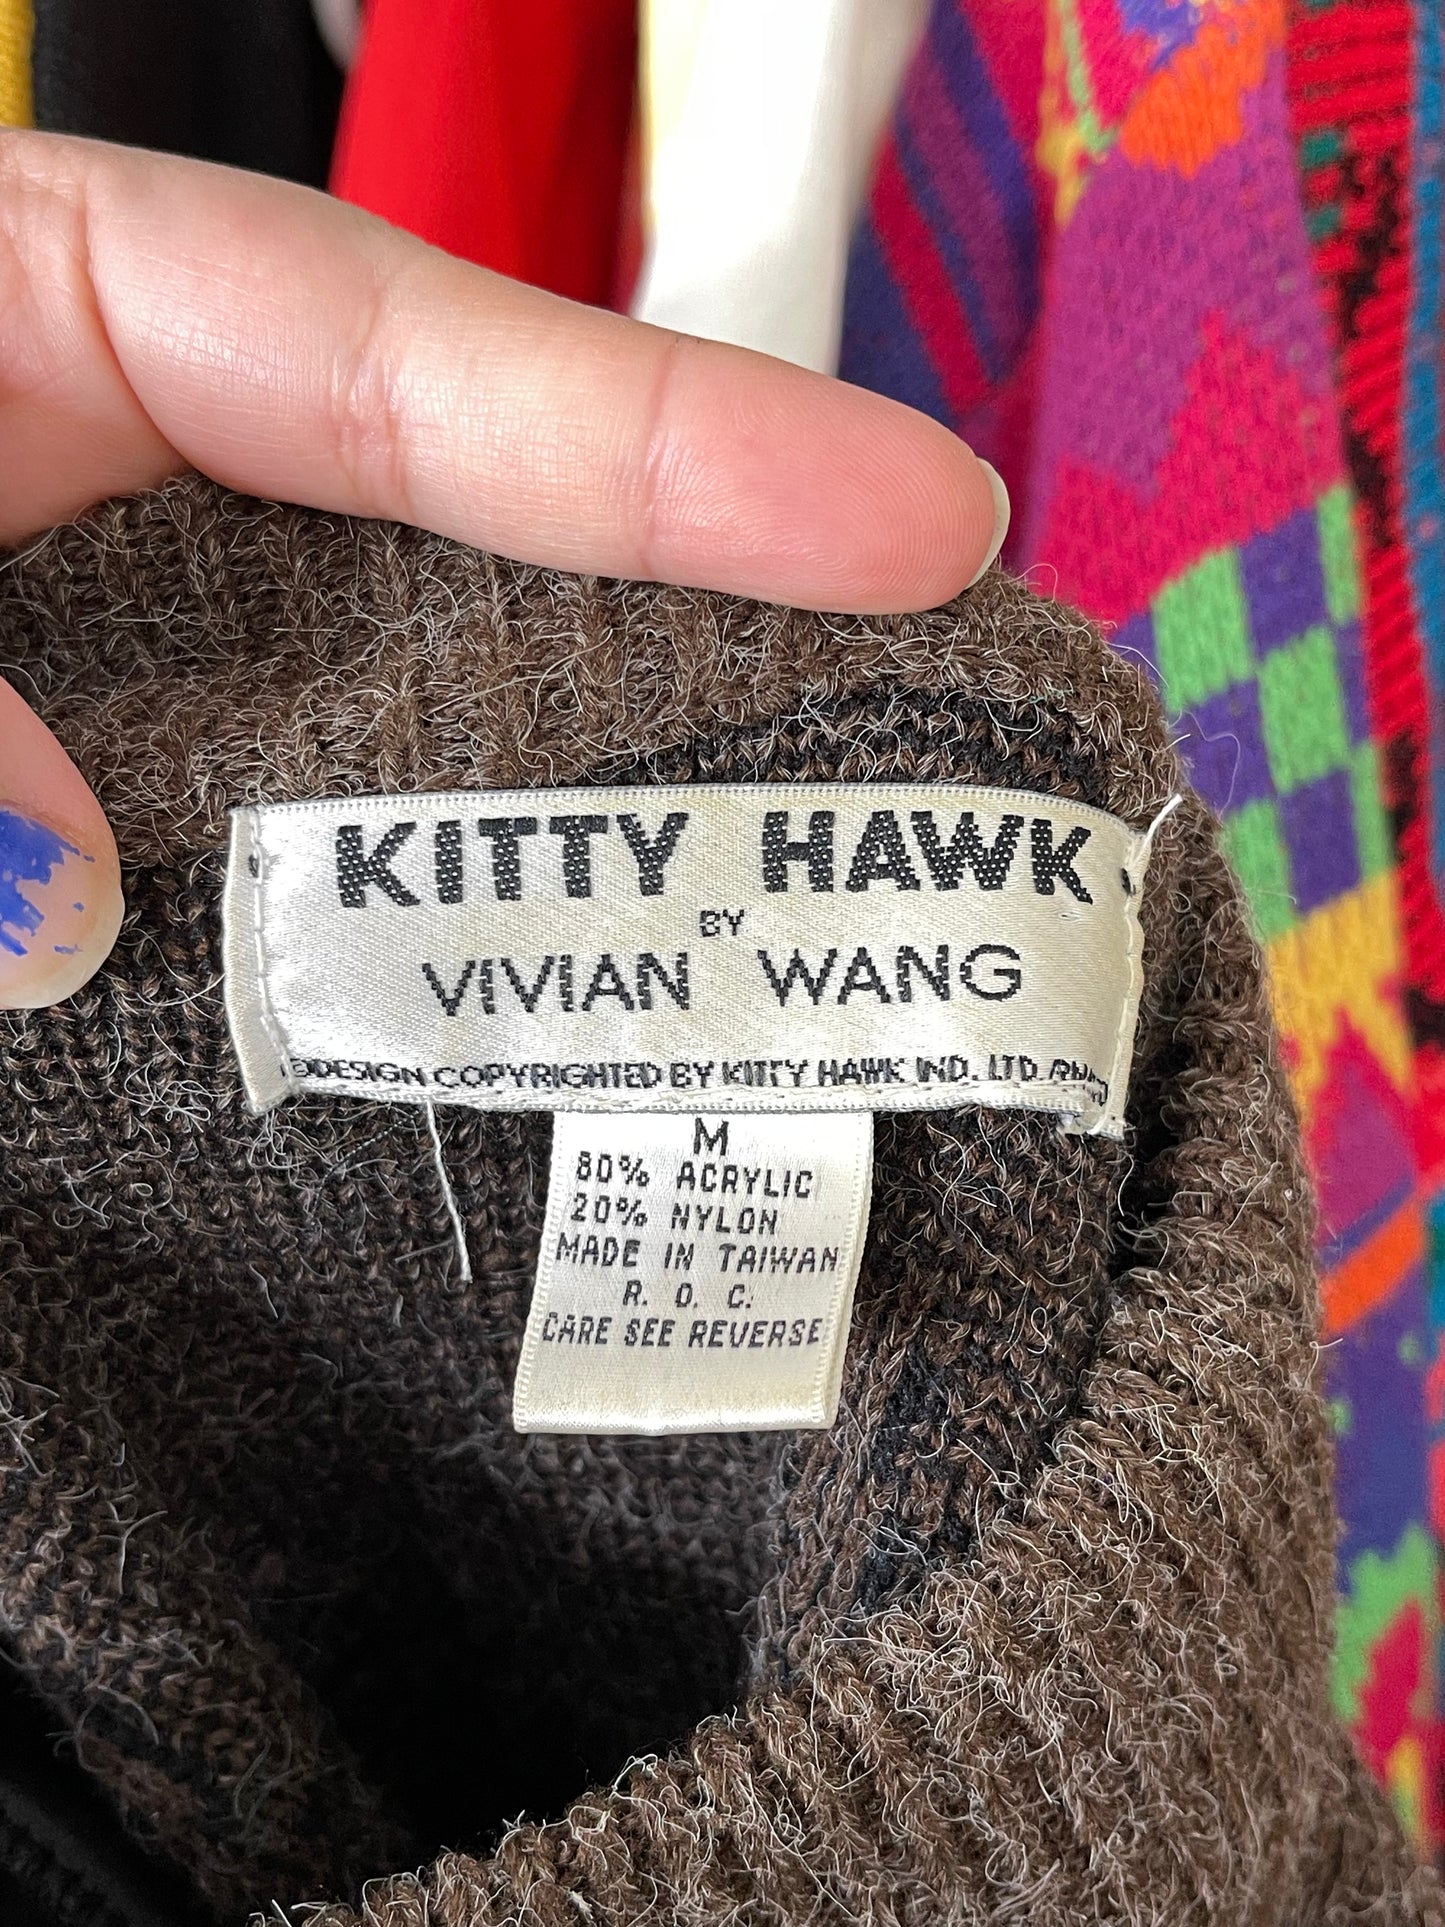 KITTY HAWK
BY
VIVIAN WANG
©DESIGN COPYRIGHTED BY KITTY HAWK IND. LTD.
M
80% ACRYLIC
20% NYLON
MADE IN TAIWAN
R. O. C.
CARE SEE REVERSE